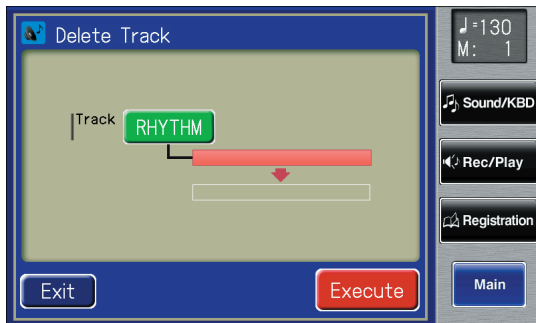 Delete Track
Track RHYTHM
Exit
Execute
♩=130
M: 1
Sound/KBD
Rec/Play
Registration
Main